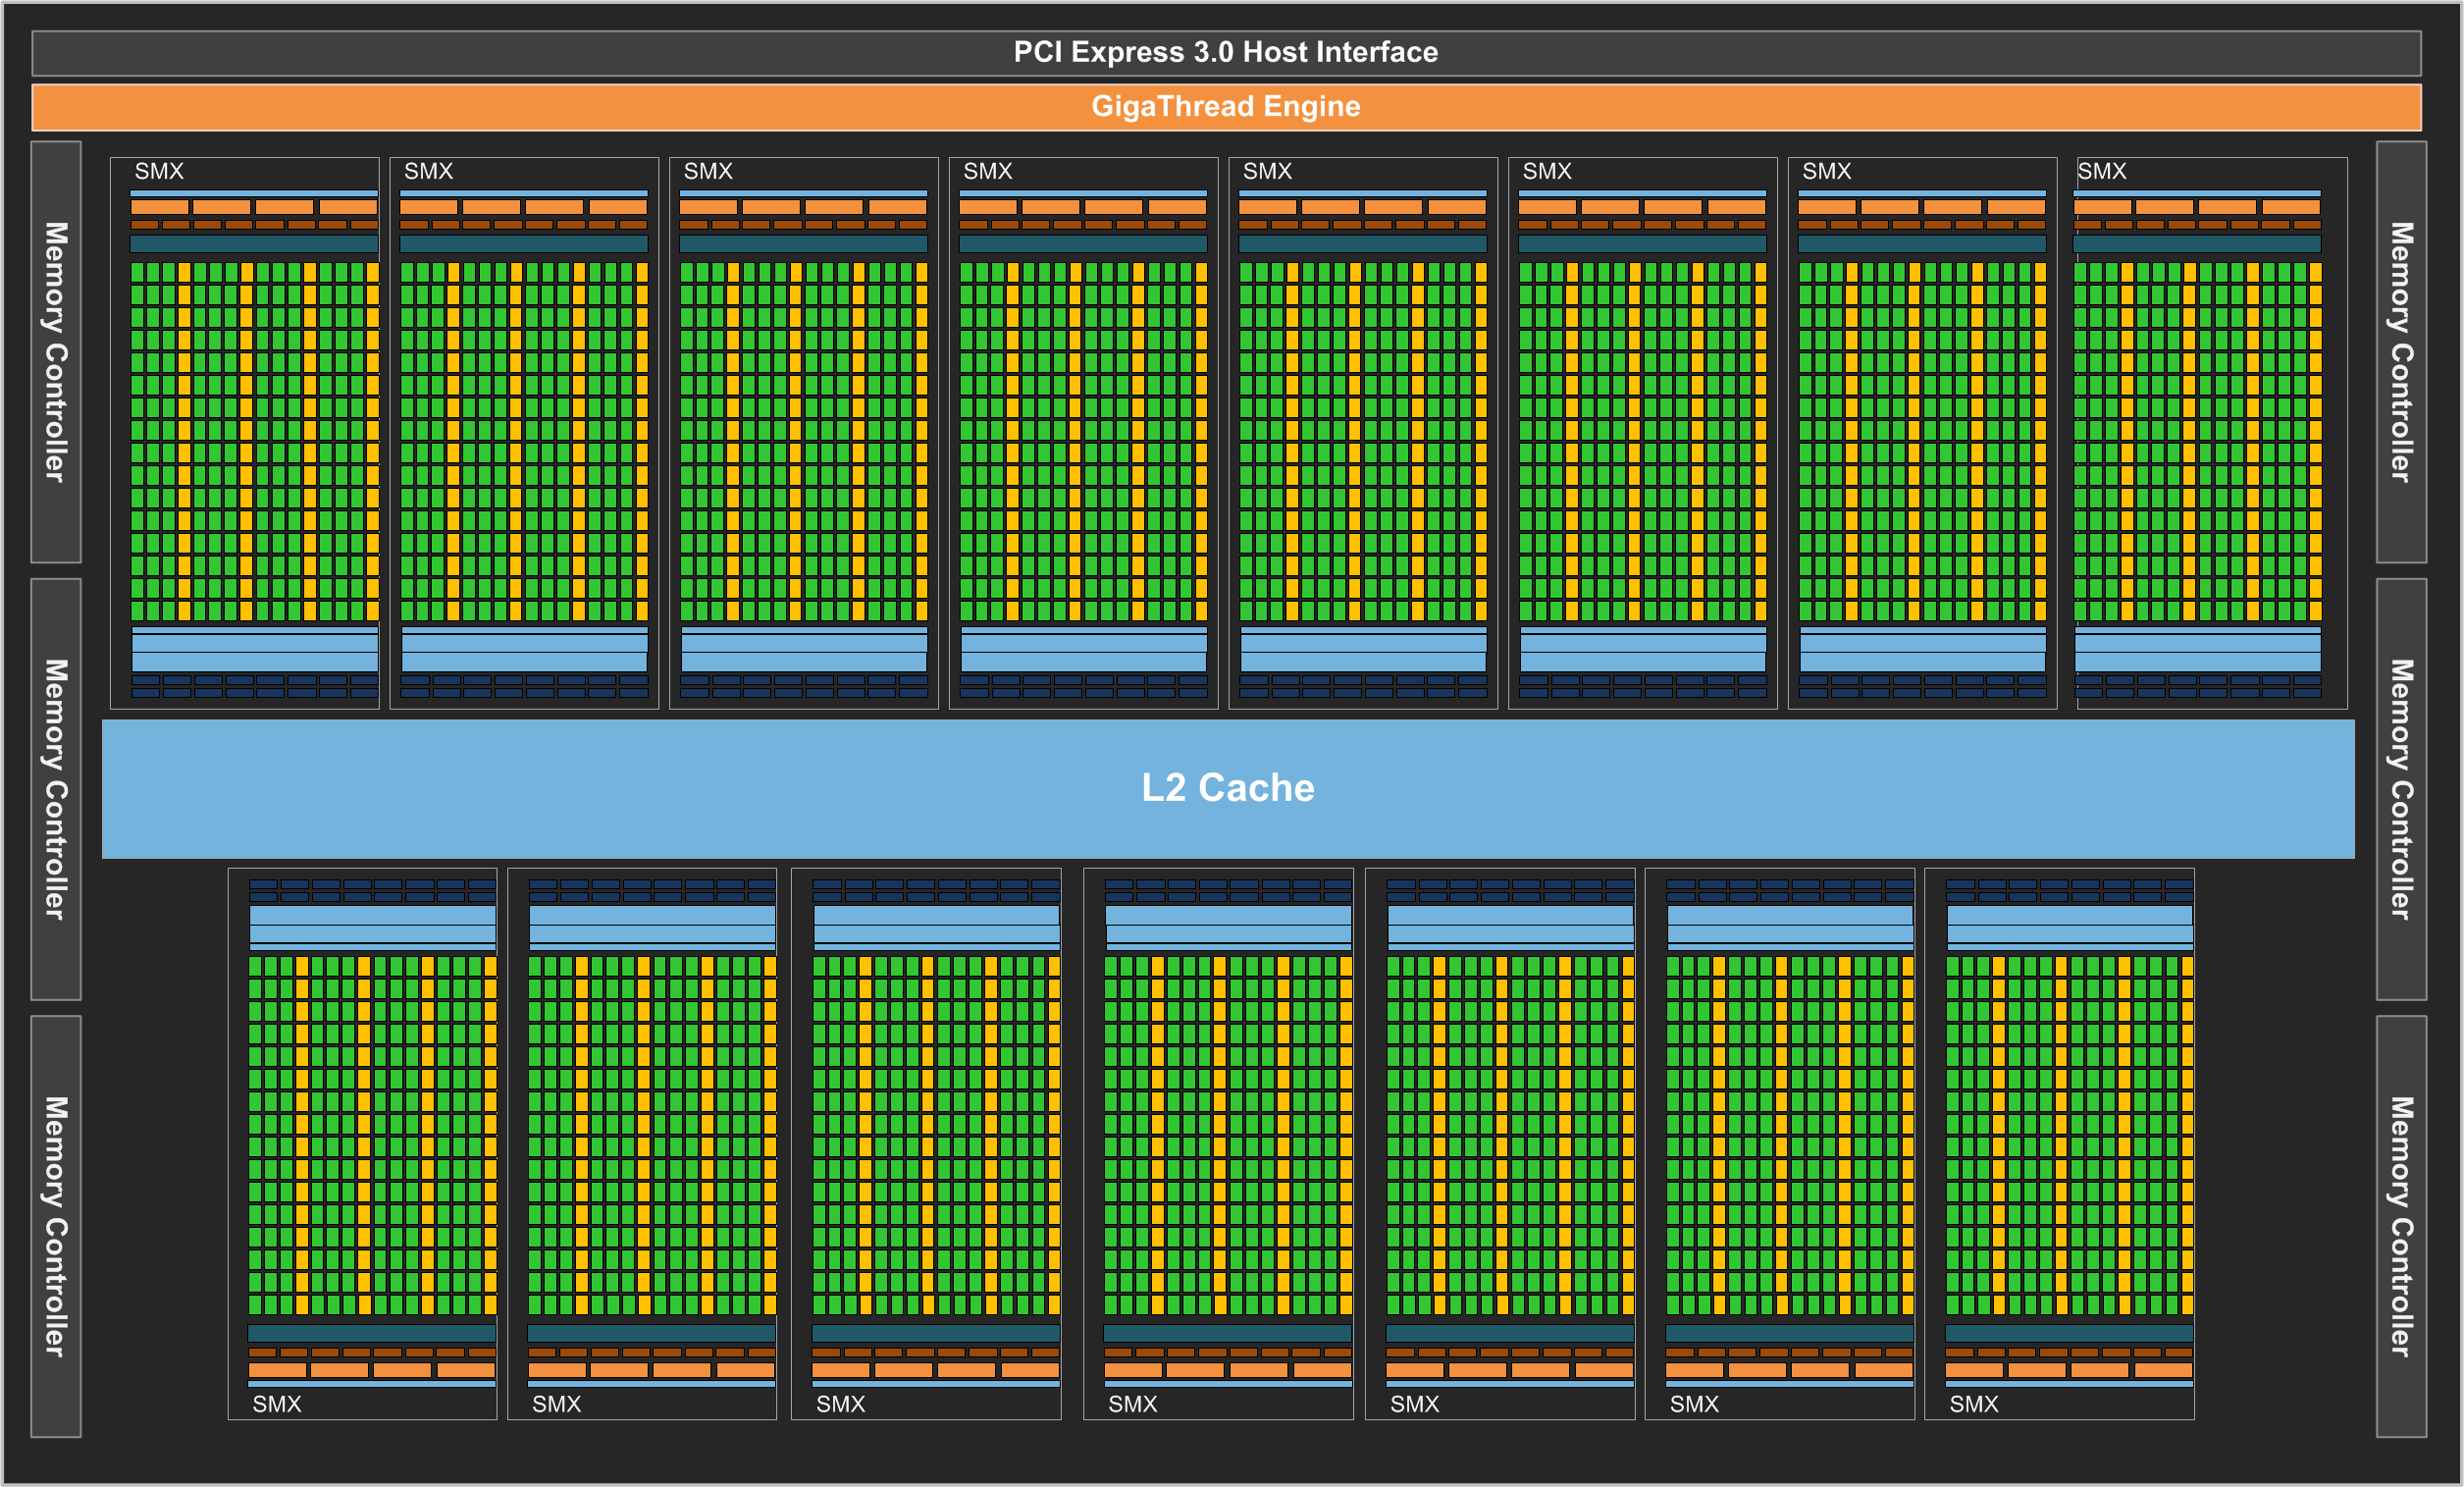 PCI Express 3.0 Host Interface
GigaThread Engine
SMX
SMX
SMX
SMX
SMX
SMX
SMX
SMX
Memory Controller
Memory Controller
Memory Controller
Memory Controller
L2 Cache
Memory Controller
Memory Controller
SMX
SMX
SMX
SMX
SMX
SMX
SMX